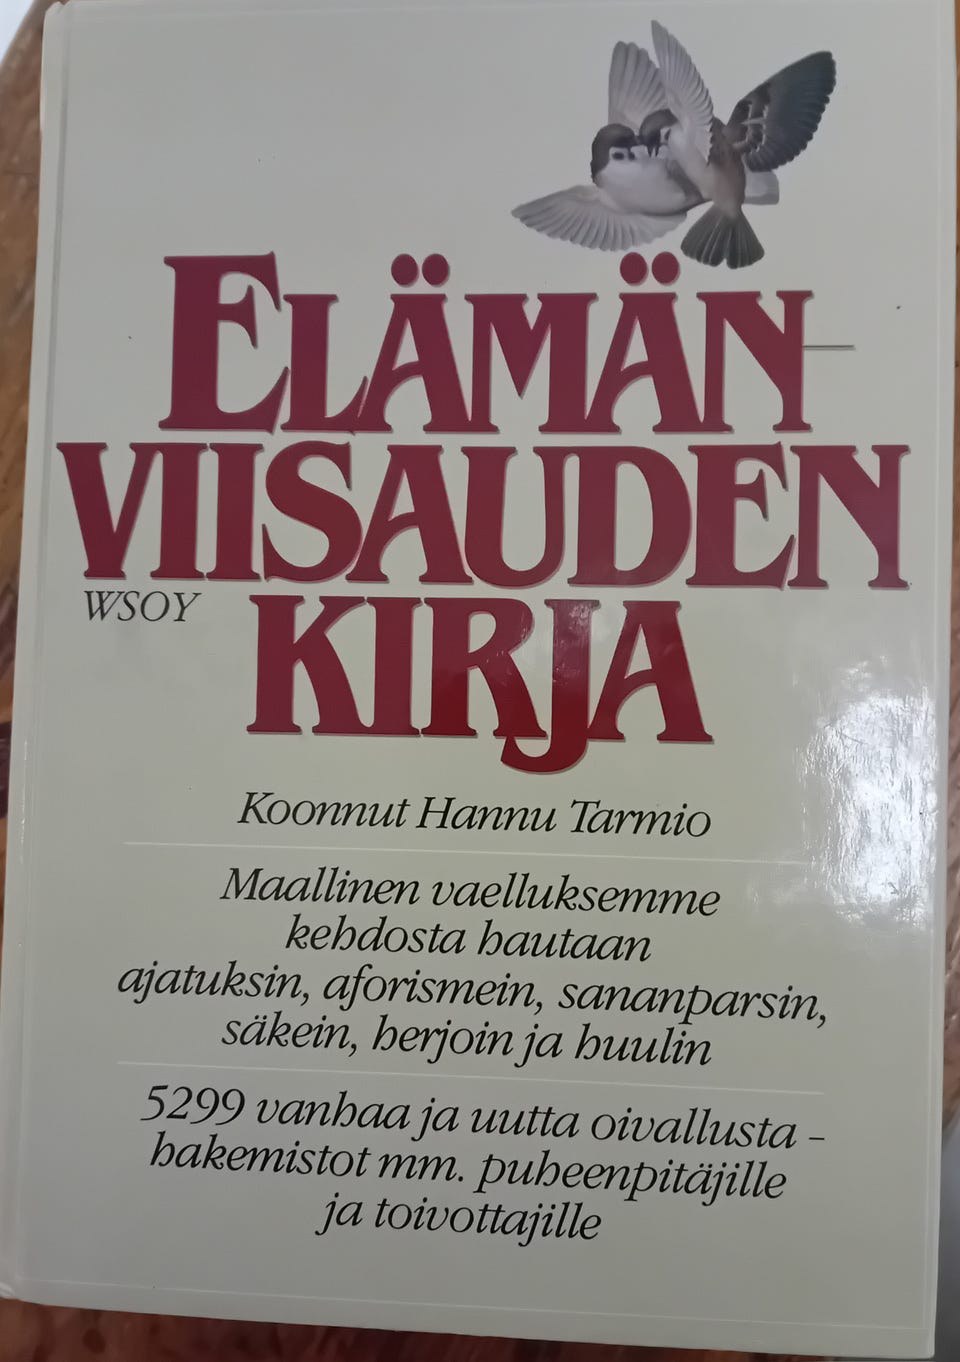 ELÄMÄN-
VIISAUDEN
WSOY
KIRJA
Koonnut Hannu Tarmio
Maallinen vaelluksemme
kehdosta hautaan
ajatuksin, aforismein, sananparsin,
säkein, herjoin ja huulin
5299 vanhaa ja uutta oivallusta –
hakemistot mm. puheenpitäjille
ja toivottajille